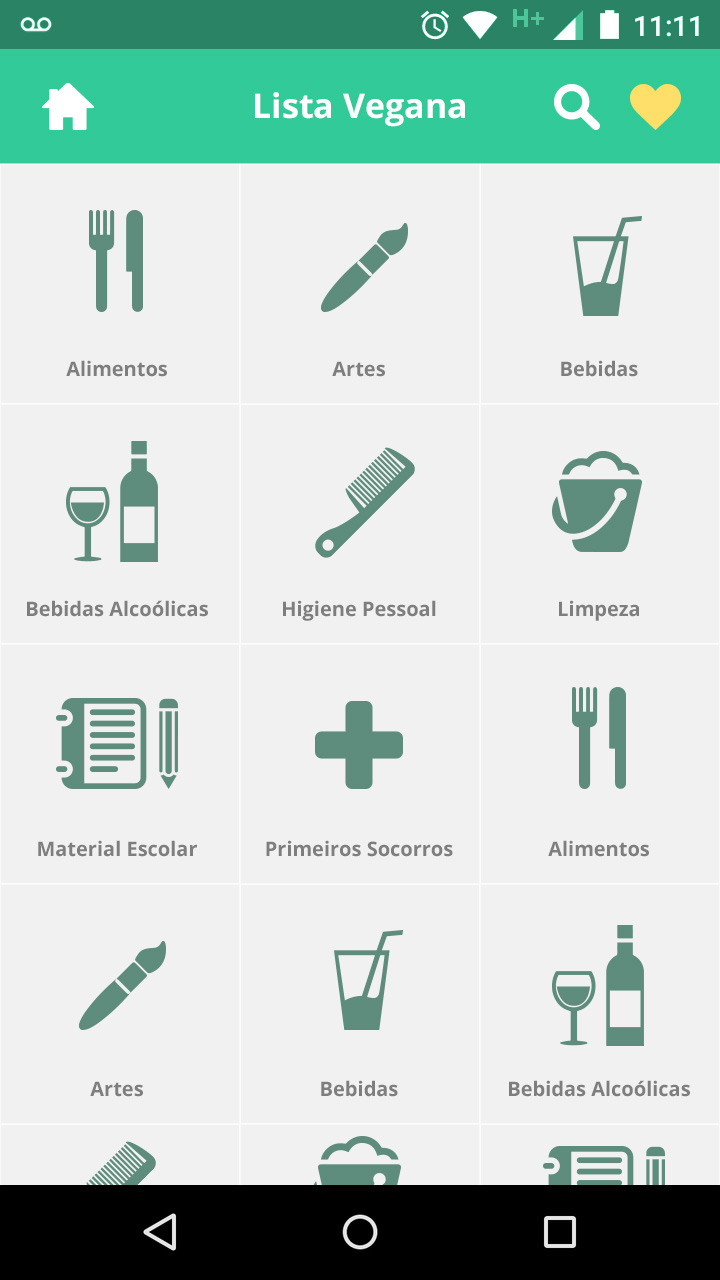 H+ 11:11
Lista Vegana
Alimentos
Artes
Bebidas
Bebidas Alcoólicas
Higiene Pessoal
Limpeza
Material Escolar
Primeiros Socorros
Alimentos
Artes
Bebidas
Bebidas Alcoólicas